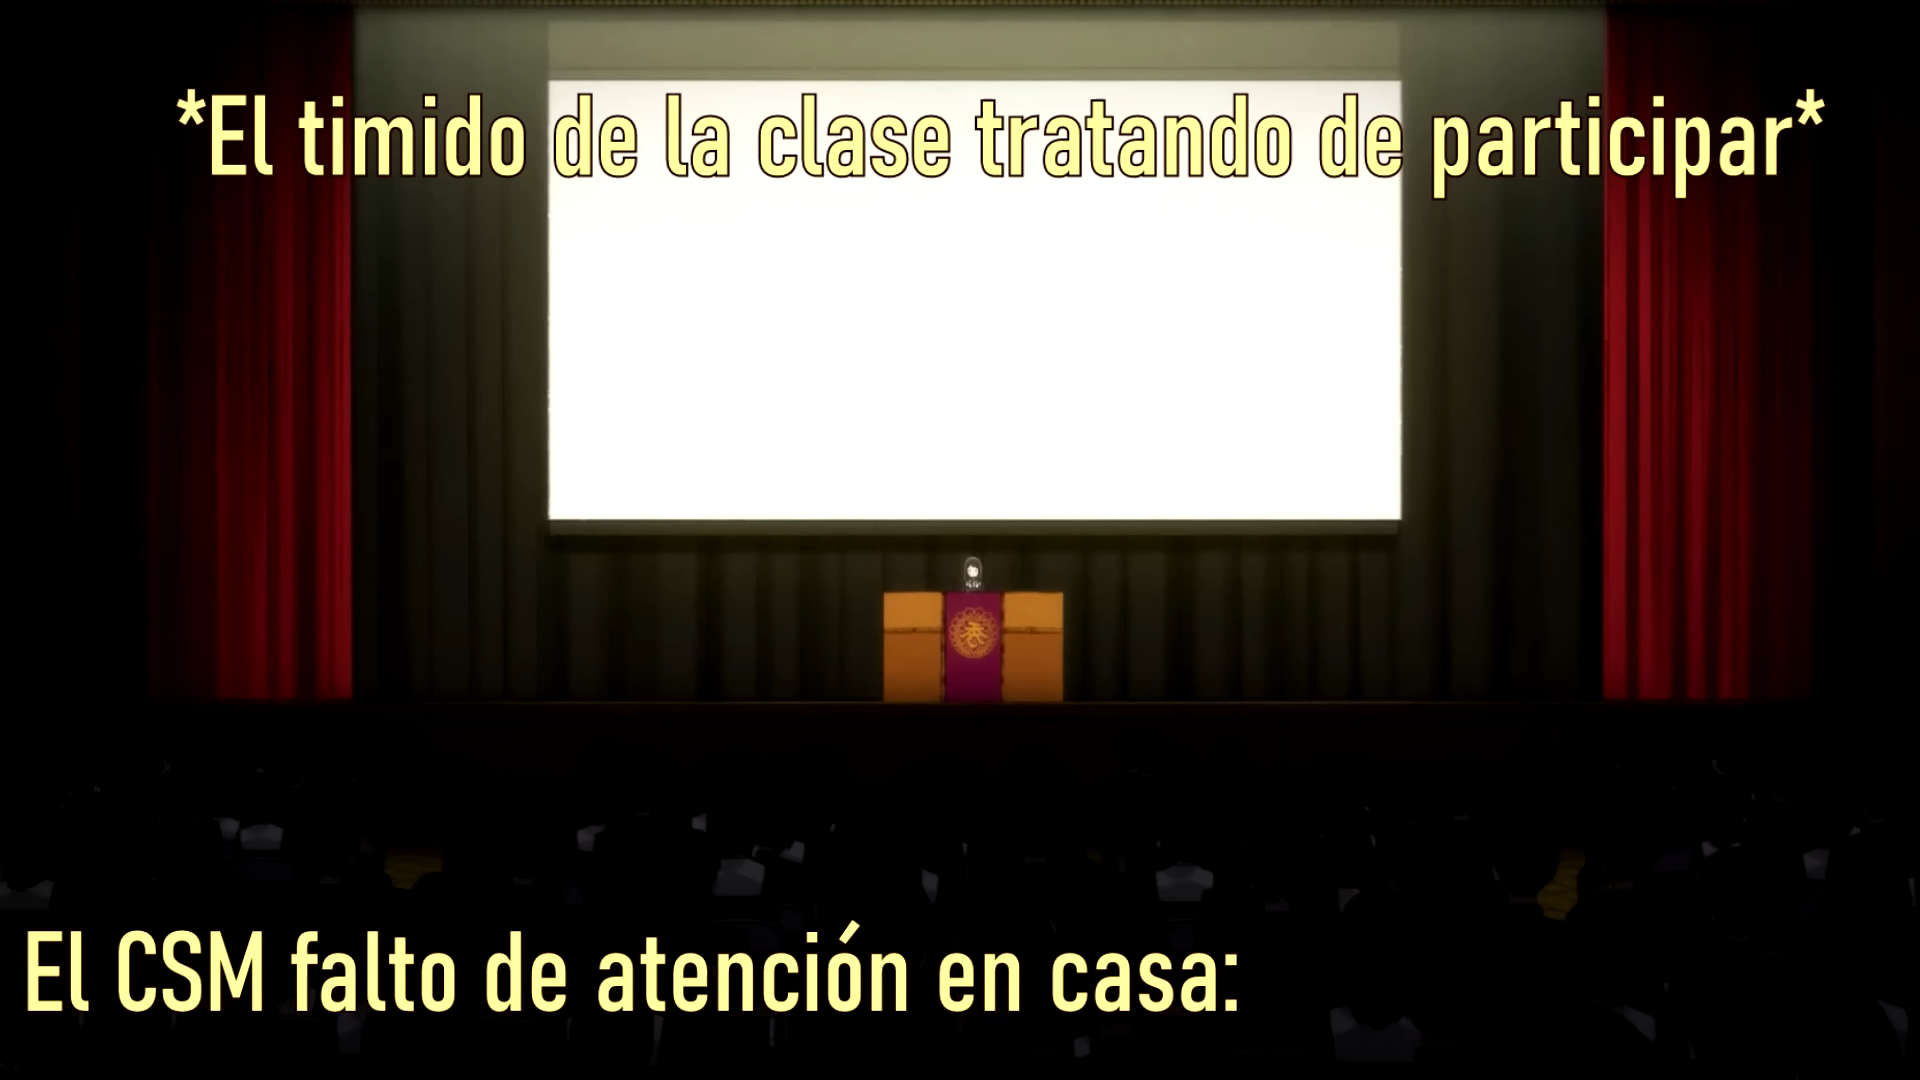 *El timido de la clase tratando de participar*
El CSM falto de atención en casa: